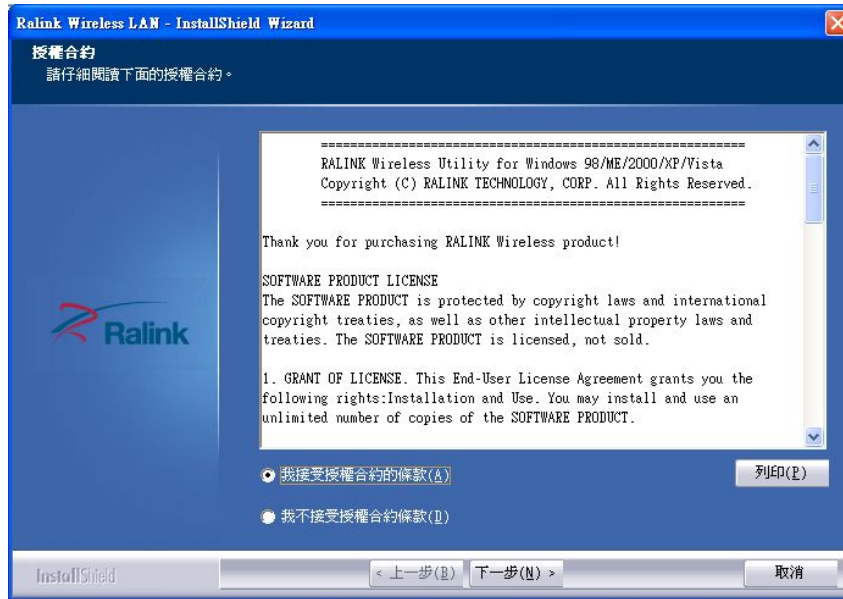 Ralink Wireless LAN - InstallShield Wizard
授權合約
請仔細閱讀下面的授權合約。
========================================================
RALINK Wireless Utility for Windows 98/ME/2000/XP/Vista
Copyright (C) RALINK TECHNOLOGY, CORP. All Rights Reserved.
========================================================
Thank you for purchasing RALINK Wireless product!
SOFTWARE PRODUCT LICENSE
The SOFTWARE PRODUCT is protected by copyright laws and international
copyright treaties, as well as other intellectual property laws and
treaties. The SOFTWARE PRODUCT is licensed, not sold.
1. GRANT OF LICENSE. This End-User License Agreement grants you the
following rights:Installation and Use. You may install and use an
unlimited number of copies of the SOFTWARE PRODUCT.
Ralink
我接受授權合約的條款(A)
列印(P)
我不接受授權合約條款(D)
InstallShield
< 上一步(B)
下一步(N) >
取消